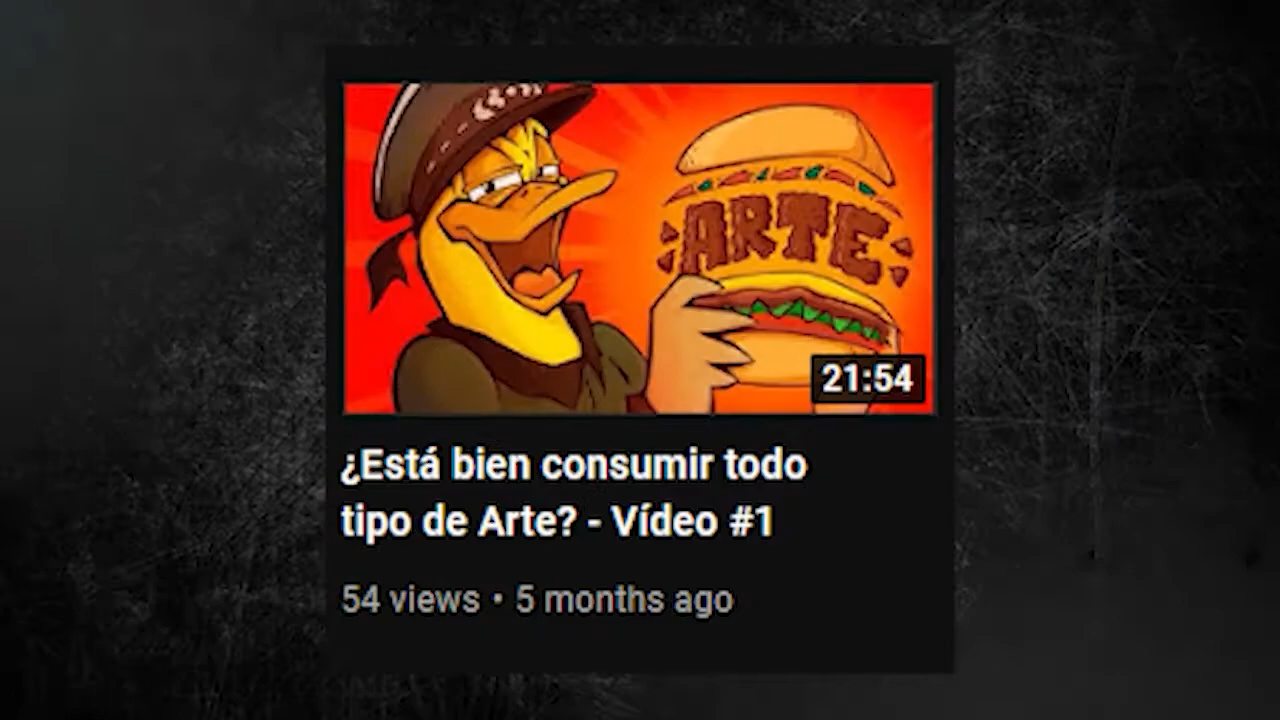 ARTE
21:54
¿Está bien consumir todo
tipo de Arte? - Vídeo #1
54 views • 5 months ago